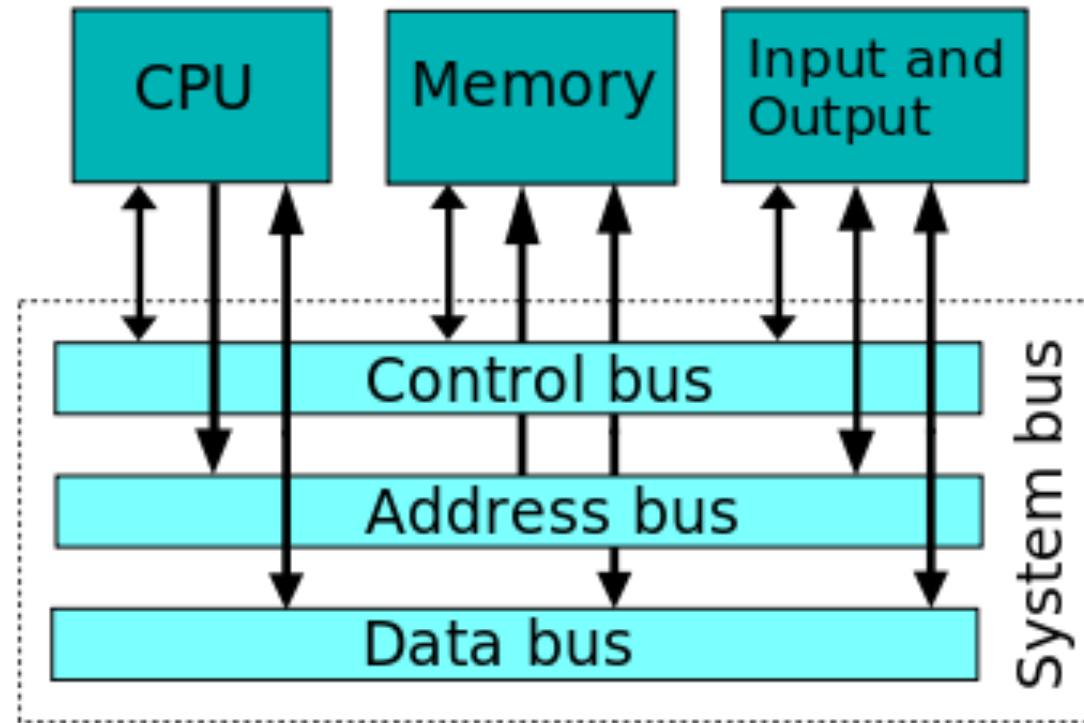 CPU
Memory
Input and
Output
Control bus
Address bus
Data bus
System bus